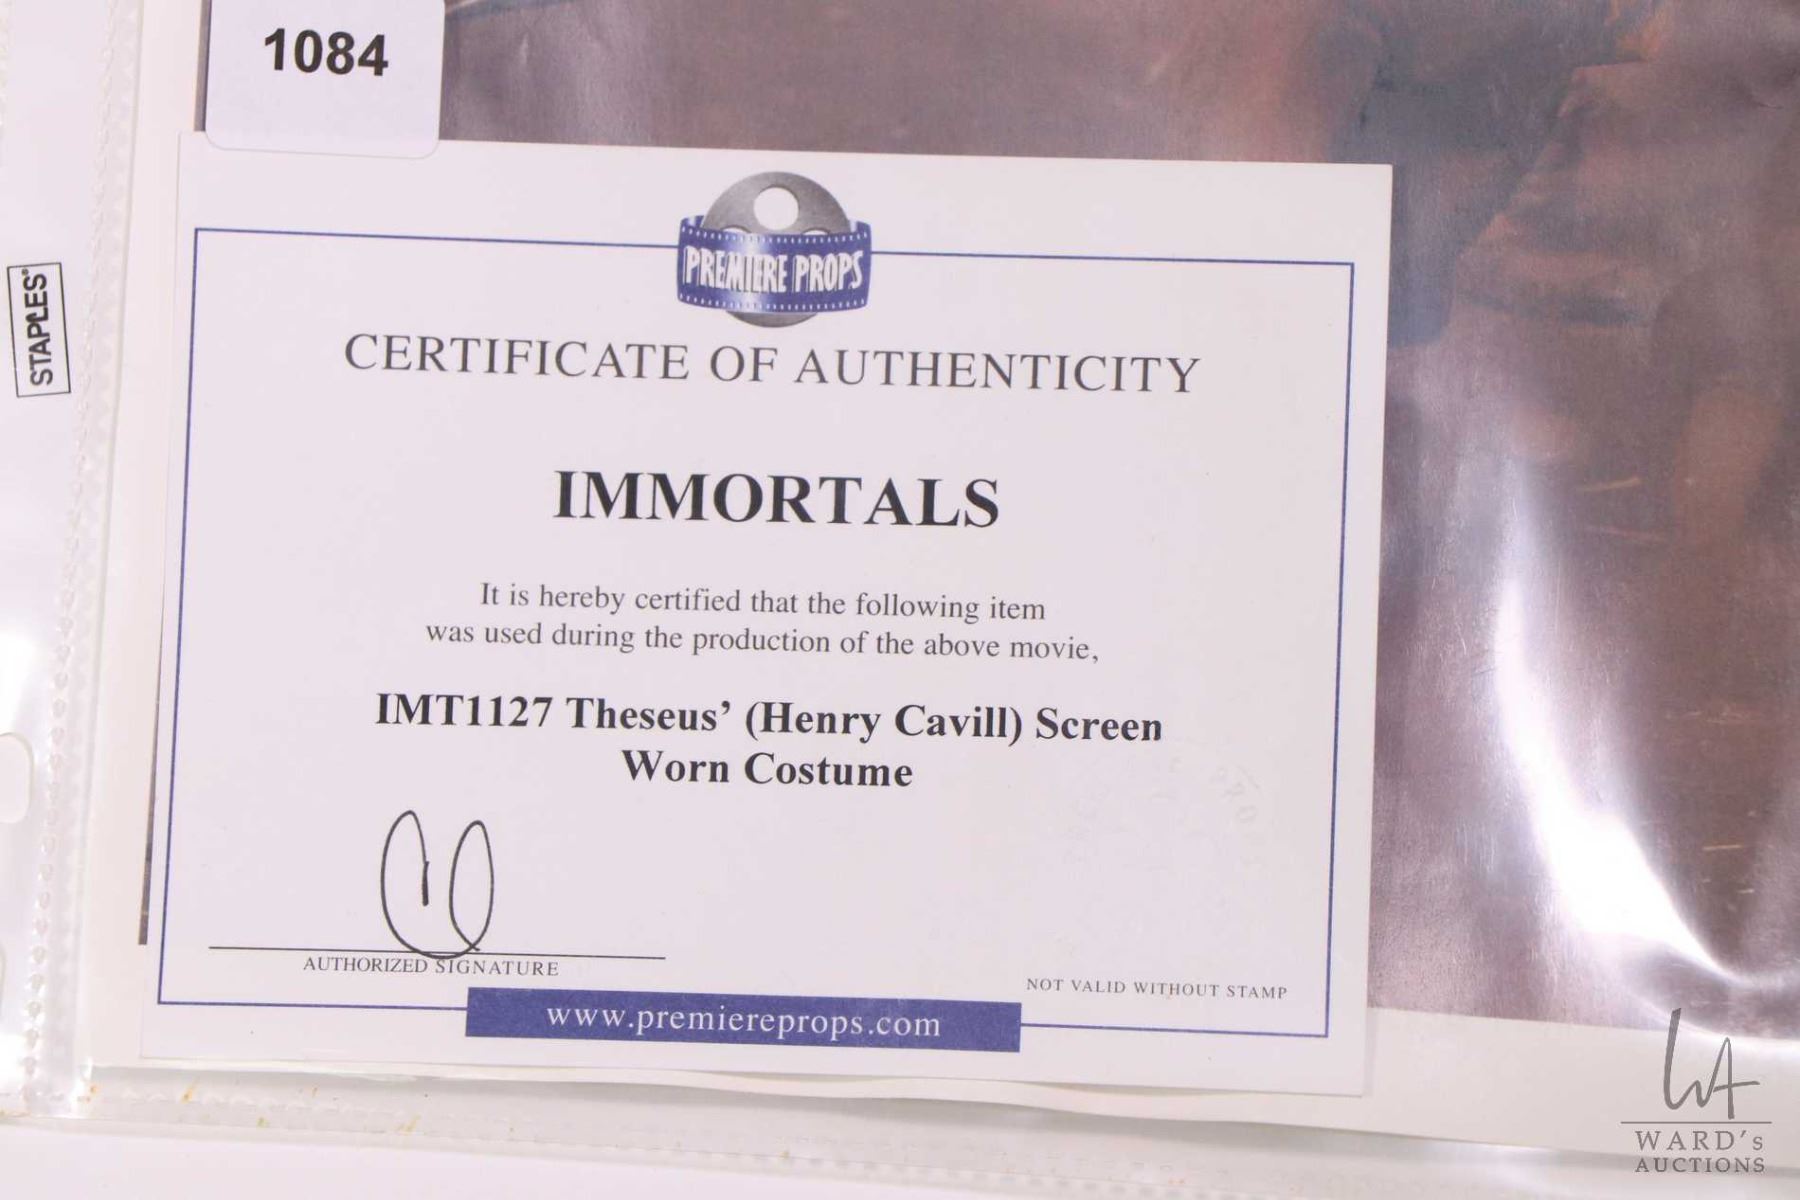 1084
STAPLES®
PREMIERE PROPS
CERTIFICATE OF AUTHENTICITY
IMMORTALS
It is hereby certified that the following item
was used during the production of the above movie,
IMT1127 Theseus’ (Henry Cavill) Screen
Worn Costume
AUTHORIZED SIGNATURE
NOT VALID WITHOUT STAMP
www.premiereprops.com
WA
WARD's
AUCTIONS